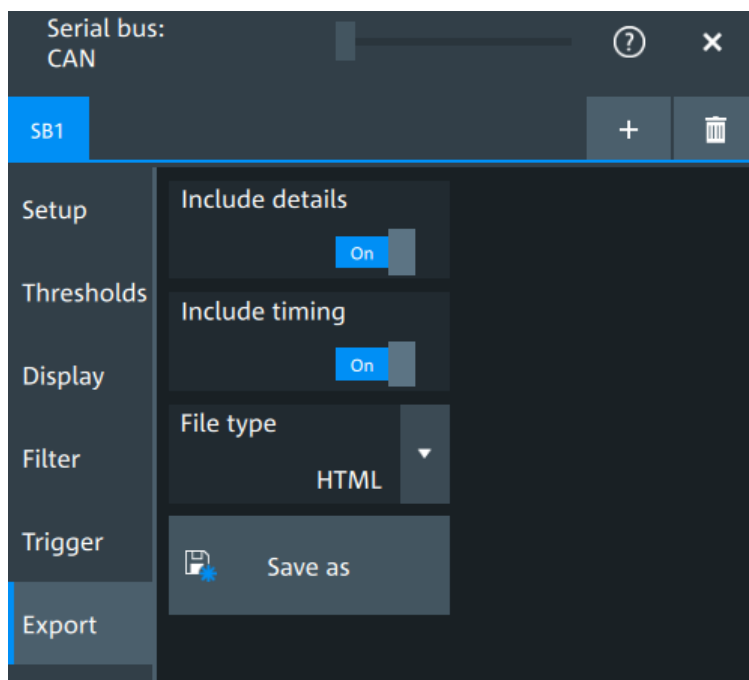 Serial bus:
CAN
?
SB1
+
Setup
Include details
On
Thresholds
Include timing
On
Display
File type
HTML
Filter
Trigger
Save as
Export